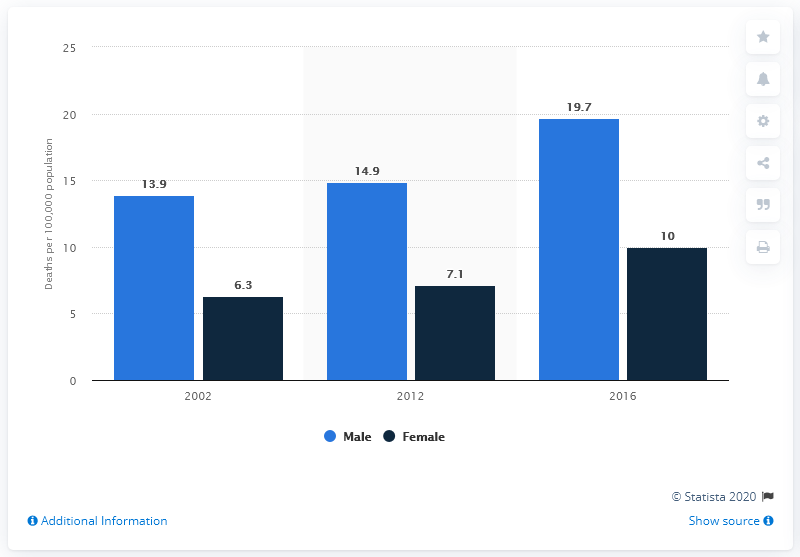 25
20
15
10
5
0
Deaths per 100,000 population
13.9
6.3
14.9
7.1
19.7
10
2002
2012
2016
Male
Female
© Statista 2020
Additional Information
Show source